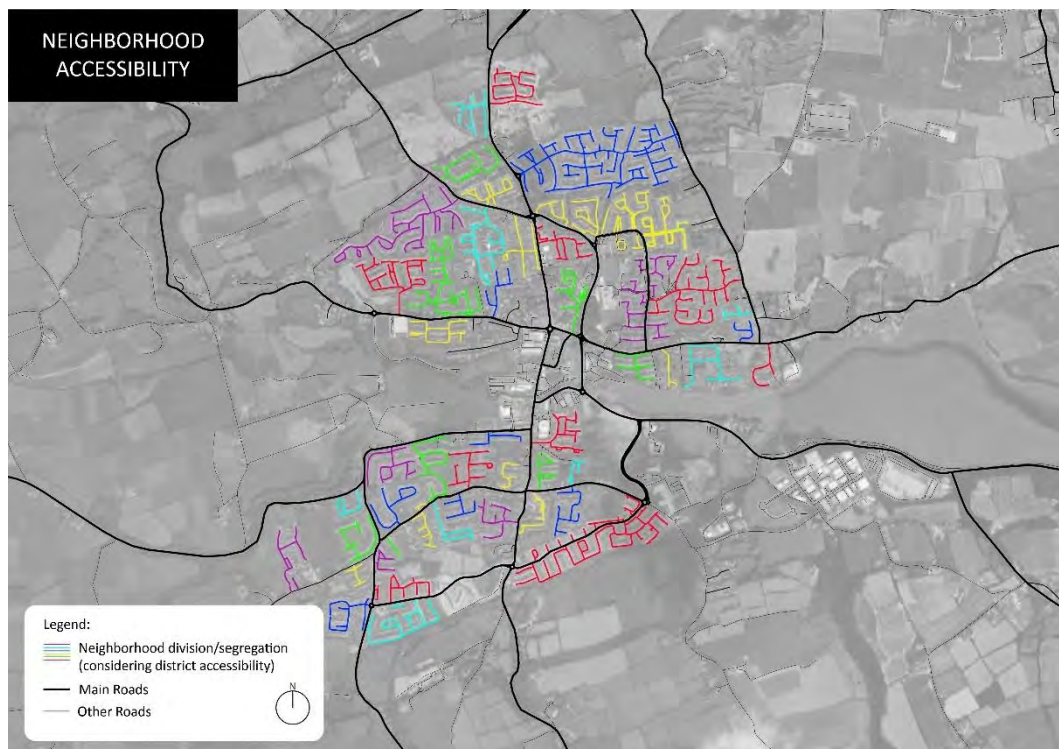 NEIGHBORHOOD
ACCESSIBILITY
Legend:
Neighborhood division/segregation
(considering district accessibility)
Main Roads
Other Roads
N